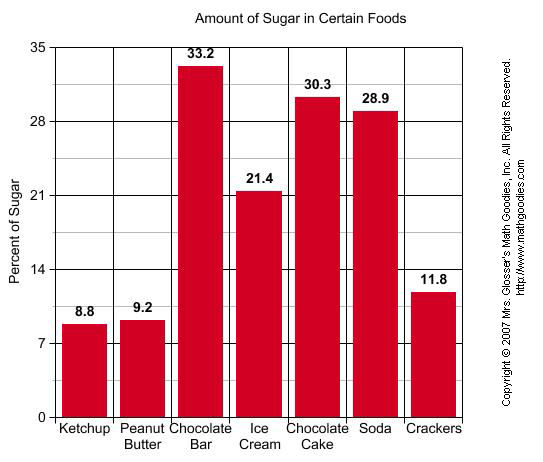 Amount of Sugar in Certain Foods
Percent of Sugar
35
28
21
14
7
0
8.8
9.2
33.2
21.4
30.3
28.9
11.8
Ketchup
Peanut
Butter
Chocolate
Bar
Ice
Cream
Chocolate
Cake
Soda
Crackers
Copyright © 2007 Mrs. Glosser's Math Goodies, Inc. All Rights Reserved.
http://www.mathgoodies.com